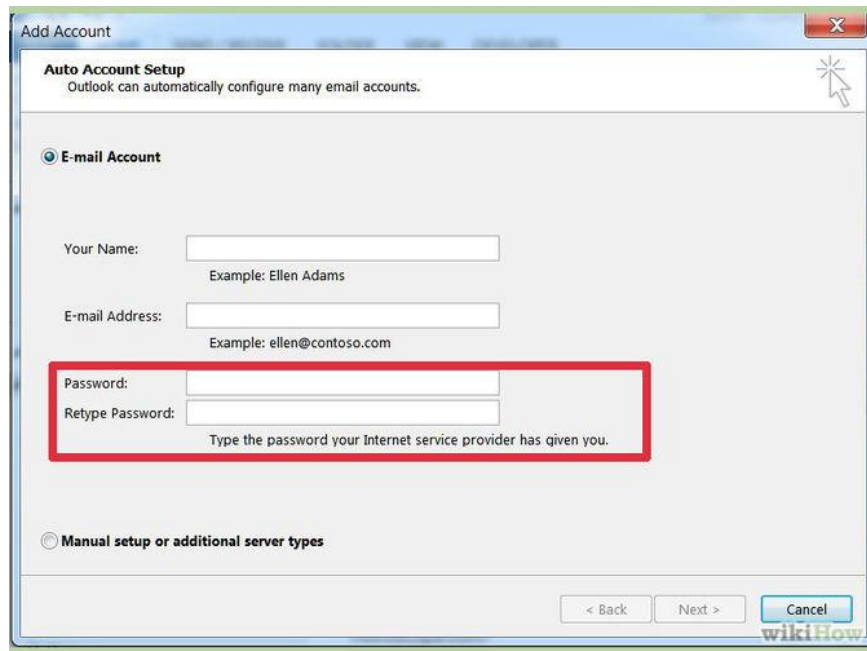 Add Account
Auto Account Setup
Outlook can automatically configure many email accounts.
E-mail Account
Your Name:
Example: Ellen Adams
E-mail Address:
Example: ellen@contoso.com
Password:
Retype Password:
Type the password your Internet service provider has given you.
Manual setup or additional server types
< Back Next > Cancel
wikiHow